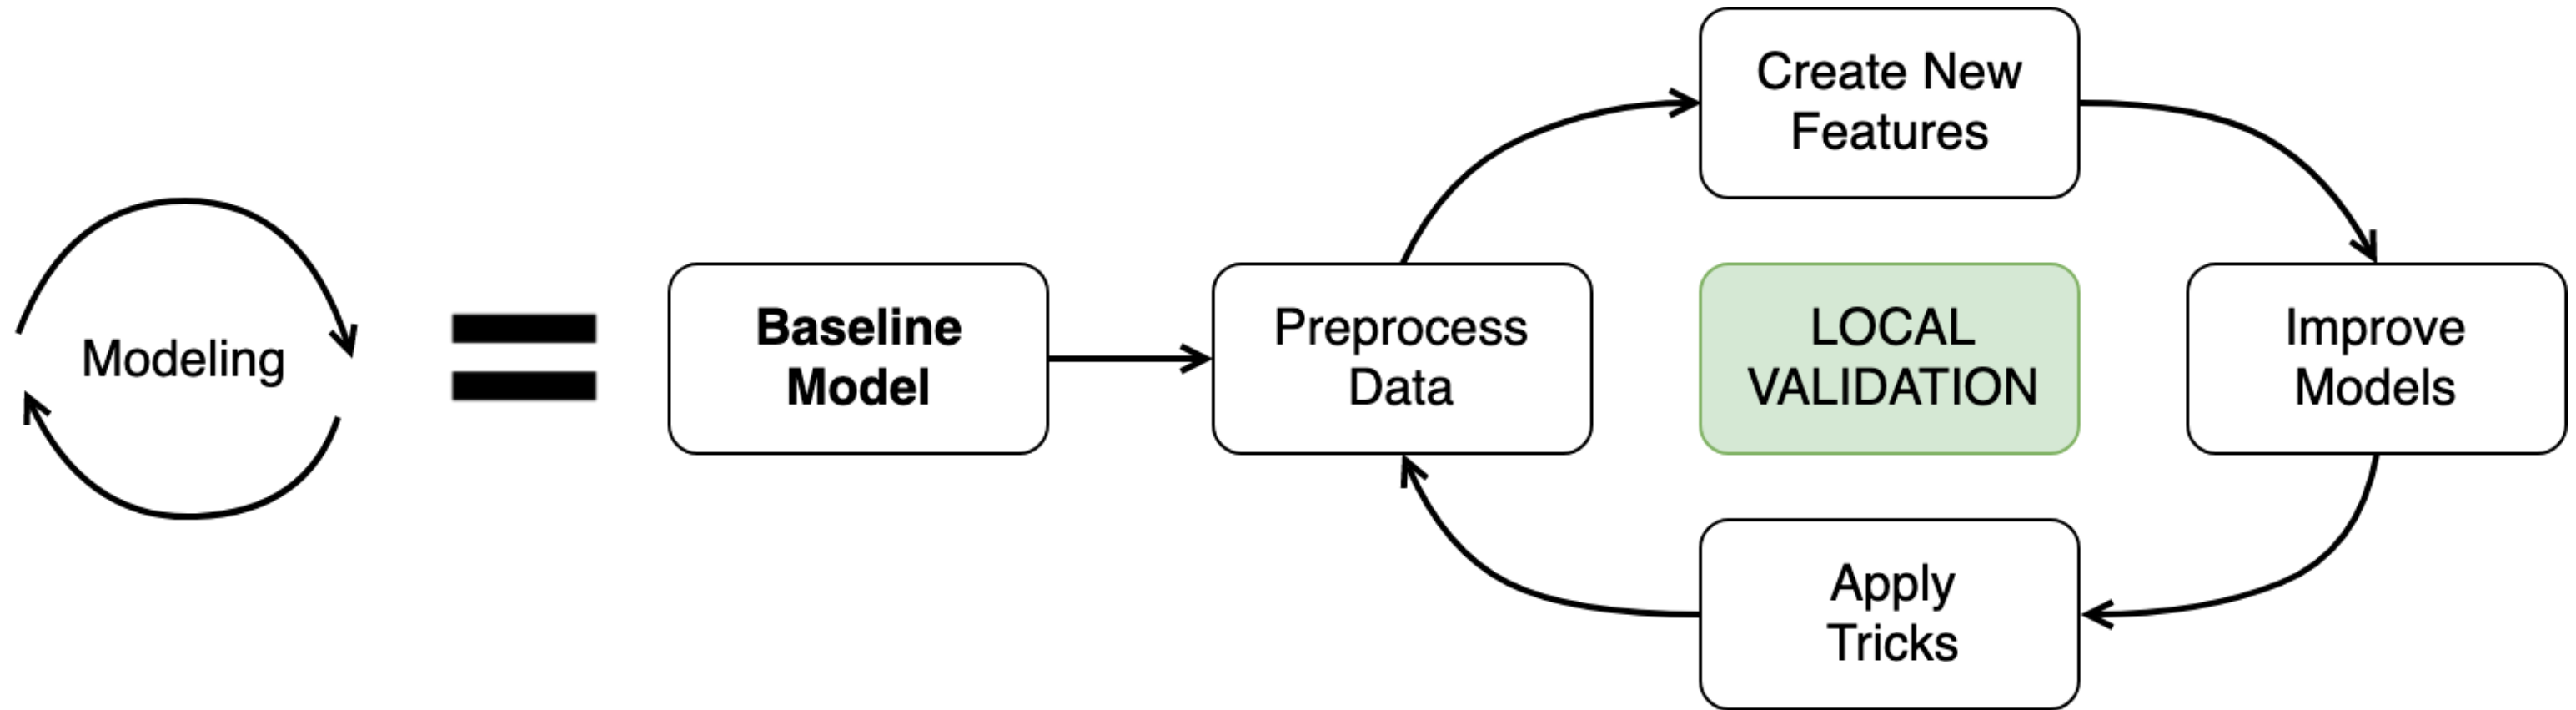 Modeling
Baseline
Model
Preprocess
Data
Create New
Features
LOCAL
VALIDATION
Improve
Models
Apply
Tricks